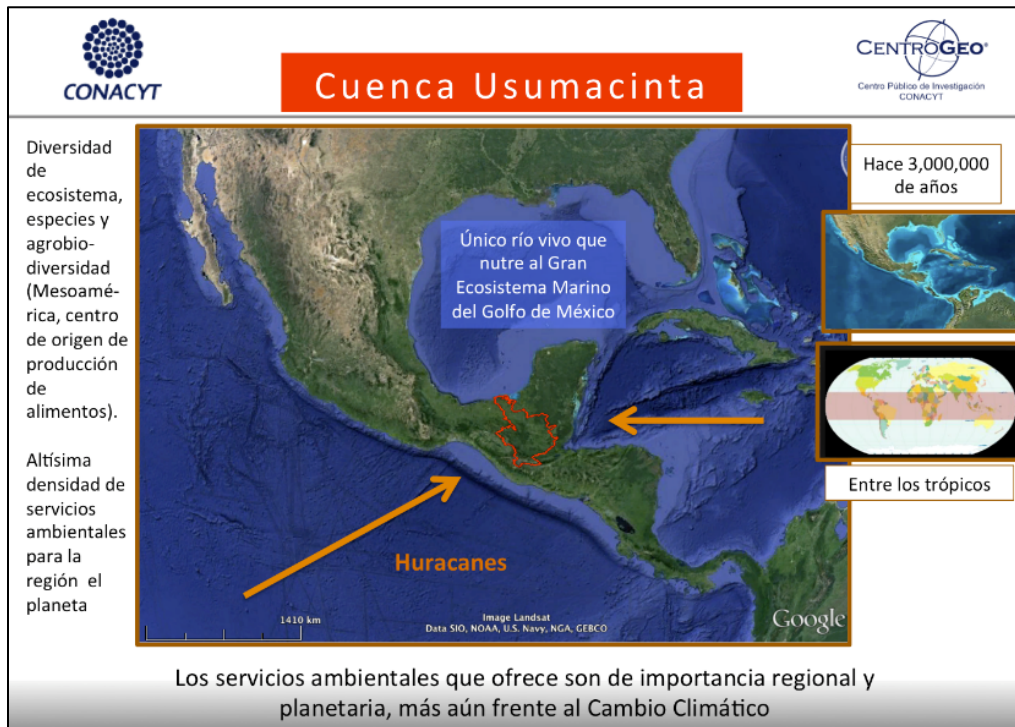 CONACYT
Cuenca Usumacinta
CENTROGEO®
Centro Público de Investigación
CONACYT
Diversidad
de
ecosistema,
especies y
agrobio-
diversidad
(Mesoamé-
rica, centro
de origen de
producción
de
alimentos).
Altísima
densidad de
servicios
ambientales
para la
región el
planeta
Único río vivo que
nutre al Gran
Ecosistema Marino
del Golfo de México
Huracanes
1410 km
Image Landsat
Data SIO, NOAA, U.S. Navy, NGA, GEBCO
Google
Hace 3,000,000
de años
Entre los trópicos
Los servicios ambientales que ofrece son de importancia regional y
planetaria, más aún frente al Cambio Climático